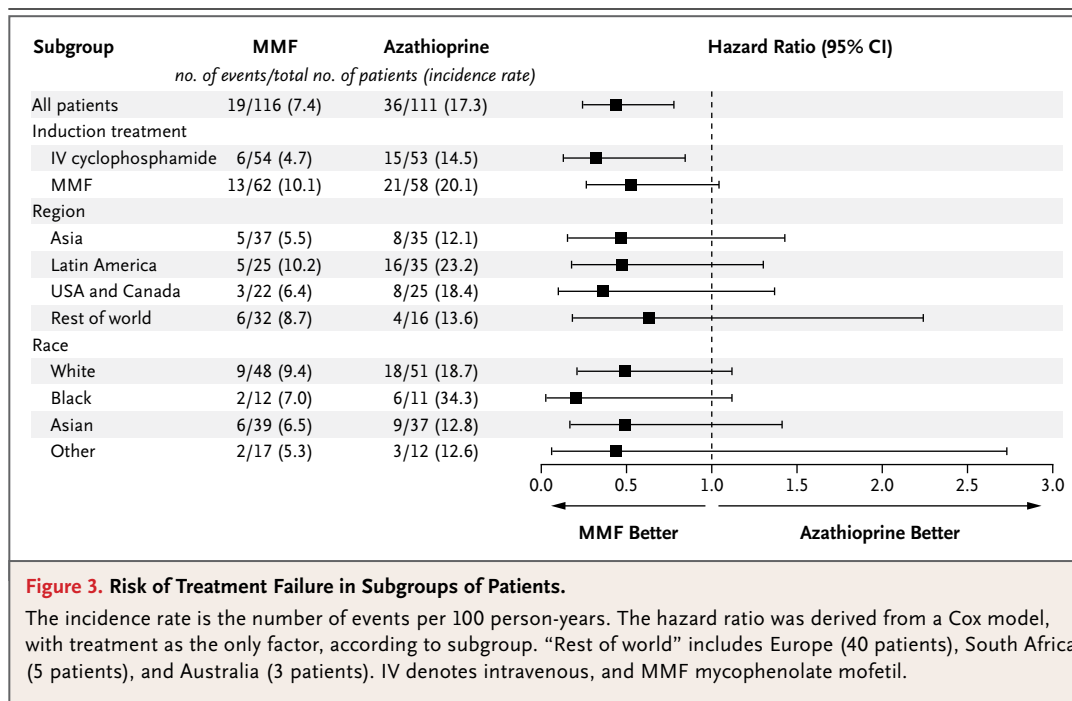 Subgroup MMF Azathioprine Hazard Ratio (95% CI)
no. of events/total no. of patients (incidence rate)
All patients 19/116 (7.4) 36/111 (17.3)
Induction treatment
IV cyclophosphamide 6/54 (4.7) 15/53 (14.5)
MMF 13/62 (10.1) 21/58 (20.1)
Region
Asia 5/37 (5.5) 8/35 (12.1)
Latin America 5/25 (10.2) 16/35 (23.2)
USA and Canada 3/22 (6.4) 8/25 (18.4)
Rest of world 6/32 (8.7) 4/16 (13.6)
Race
White 9/48 (9.4) 18/51 (18.7)
Black 2/12 (7.0) 6/11 (34.3)
Asian 6/39 (6.5) 9/37 (12.8)
Other 2/17 (5.3) 3/12 (12.6)
0.0 0.5 1.0 1.5 2.0 2.5 3.0
MMF Better Azathioprine Better
Figure 3. Risk of Treatment Failure in Subgroups of Patients.
The incidence rate is the number of events per 100 person-years. The hazard ratio was derived from a Cox model,
with treatment as the only factor, according to subgroup. “Rest of world” includes Europe (40 patients), South Africa
(5 patients), and Australia (3 patients). IV denotes intravenous, and MMF mycophenolate mofetil.